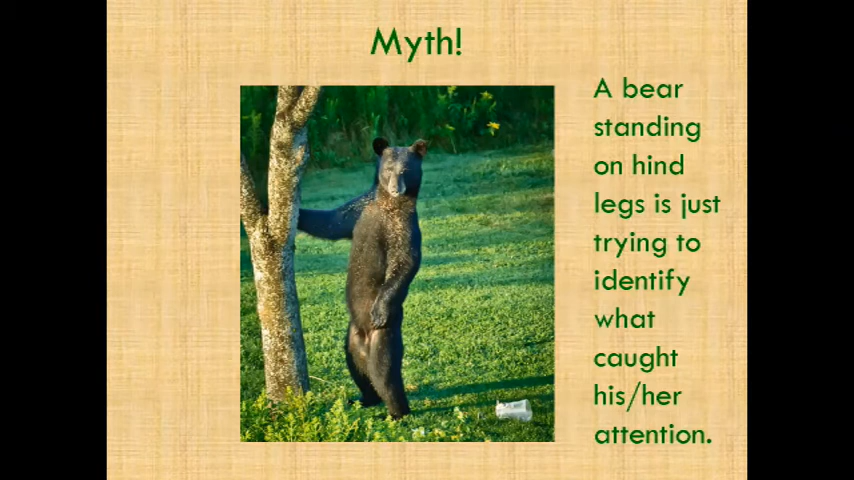 Myth!
A bear
standing
on hind
legs is just
trying to
identify
what
caught
his/her
attention.